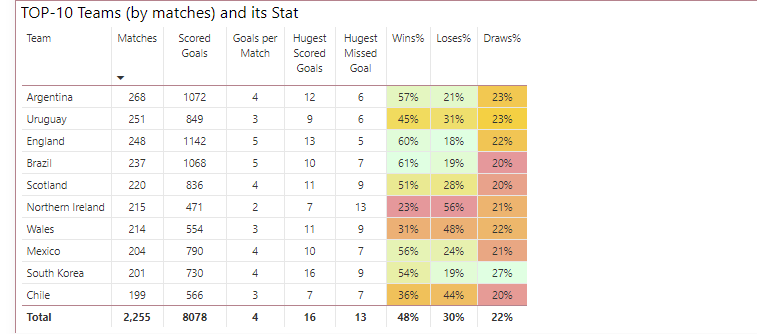 TOP-10 Teams (by matches) and its Stat
Team Matches Scored Goals Goals per Match Hugest Scored Goals Hugest Missed Goal Wins% Loses% Draws%
Argentina 268 1072 4 12 6 57% 21% 23%
Uruguay 251 849 3 9 6 45% 31% 23%
England 248 1142 5 13 5 60% 18% 22%
Brazil 237 1068 5 10 7 61% 19% 20%
Scotland 220 836 4 11 9 51% 28% 20%
Northern Ireland 215 471 2 7 13 23% 56% 21%
Wales 214 554 3 11 9 31% 48% 22%
Mexico 204 790 4 10 7 56% 24% 21%
South Korea 201 730 4 16 9 54% 19% 27%
Chile 199 566 3 7 7 36% 44% 20%
Total 2,255 8078 4 16 13 48% 30% 22%